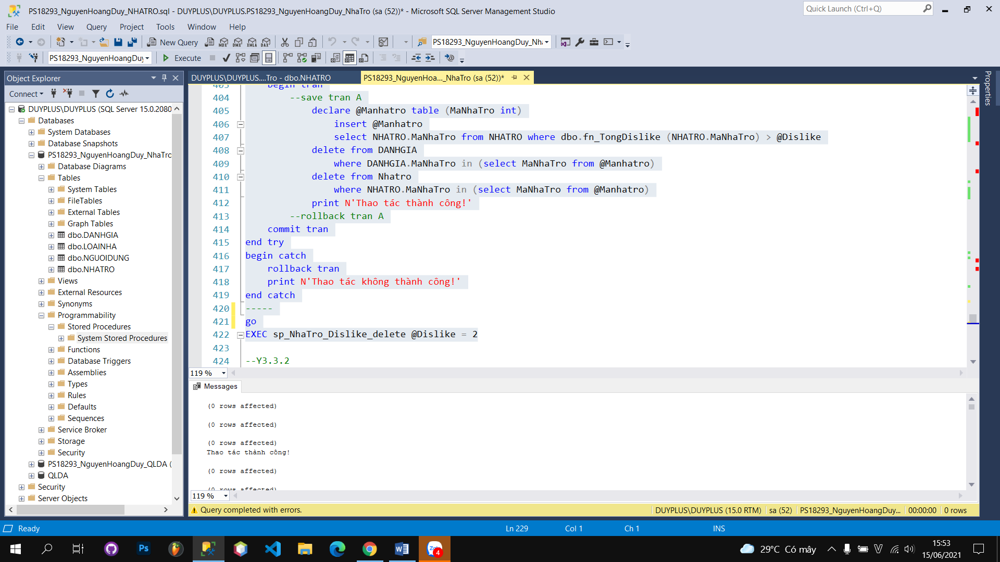 PS18293_NguyenHoangDuy_NHATRO.sql - DUYPLUS\DUYPLUS.PS18293_NguyenHoangDuy_NhaTro (sa (52))* - Microsoft SQL Server Management Studio
Quick Launch (Ctrl+Q)
File Edit View Query Project Tools Window Help
New Query
MDX DMX XMLA DAX
PS18293_NguyenHoangDuy_Nh
PS18293_NguyenHoangDuy
Execute
Object Explorer
DUYPLUS\DUYPLUS....Tro - dbo.NHATRO
PS18293_NguyenHoa..._NhaTro (sa (52))*
Properties
Connect
DUYPLUS\DUYPLUS (SQL Server 15.0.2080
Databases
System Databases
Database Snapshots
PS18293_NguyenHoangDuy_NhaTro
Database Diagrams
Tables
System Tables
FileTables
External Tables
Graph Tables
dbo.DANHGIA
dbo.LOAINHA
dbo.NGUOIDUNG
dbo.NHATRO
Views
External Resources
Synonyms
Programmability
Stored Procedures
System Stored Procedures
Functions
Database Triggers
Assemblies
Types
Rules
Defaults
Sequences
Service Broker
Storage
Security
PS18293_NguyenHoangDuy_QLDA (
QLDA
Security
Server Objects
403 begin tran
404 --save tran A
405 declare @Manhatro table (MaNhaTro int)
406 insert @Manhatro
407 select NHATRO.MaNhaTro from NHATRO where dbo.fn_TongDislike (NHATRO.MaNhaTro) > @Dislike
408 delete from DANHGIA
409 where DANHGIA.MaNhaTro in (select MaNhaTro from @Manhatro)
410 delete from Nhatro
411 where NHATRO.MaNhaTro in (select MaNhaTro from @Manhatro)
412 print N'Thao tác thành công!'
413 --rollback tran A
414 commit tran
415 end try
416 begin catch
417 rollback tran
418 print N'Thao tác không thành công!'
419 end catch
420 -----
421 go
422 EXEC sp_NhaTro_Dislike_delete @Dislike = 2
423
424 --Y3.3.2
119 %
Messages
(0 rows affected)
(0 rows affected)
(0 rows affected)
Thao tác thành công!
(0 rows affected)
(0 rows affected)
119 %
Query completed with errors.
DUYPLUS\DUYPLUS (15.0 RTM)
sa (52)
PS18293_NguyenHoangDuy...
00:00:00
0 rows
Ready
Ln 229
Col 1
Ch 1
INS
Ps
4
29°C Có mây
V
15:53
15/06/2021